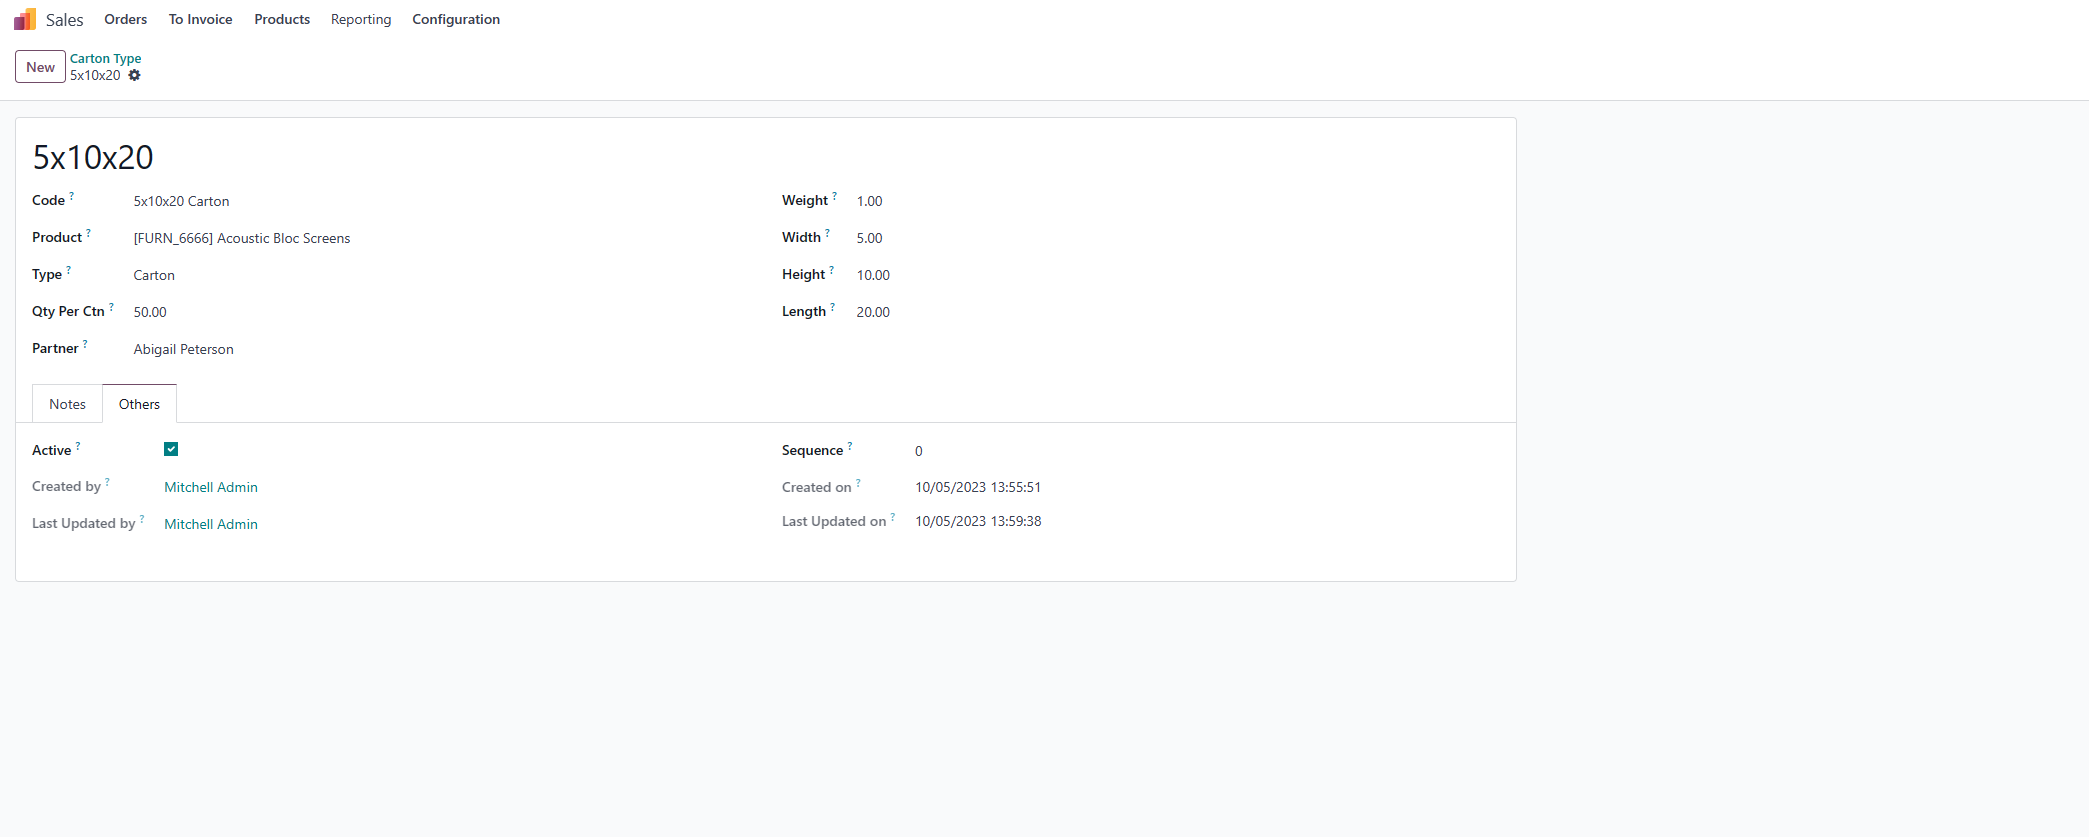 Sales Orders To Invoice Products Reporting Configuration
New
Carton Type
5x10x20
5x10x20
Code ? 5x10x20 Carton
Product ? [FURN_6666] Acoustic Bloc Screens
Type ? Carton
Qty Per Ctn ? 50.00
Partner ? Abigail Peterson
Weight ? 1.00
Width ? 5.00
Height ? 10.00
Length ? 20.00
Notes Others
Active ?
Created by ? Mitchell Admin
Last Updated by ? Mitchell Admin
Sequence ? 0
Created on ? 10/05/2023 13:55:51
Last Updated on ? 10/05/2023 13:59:38